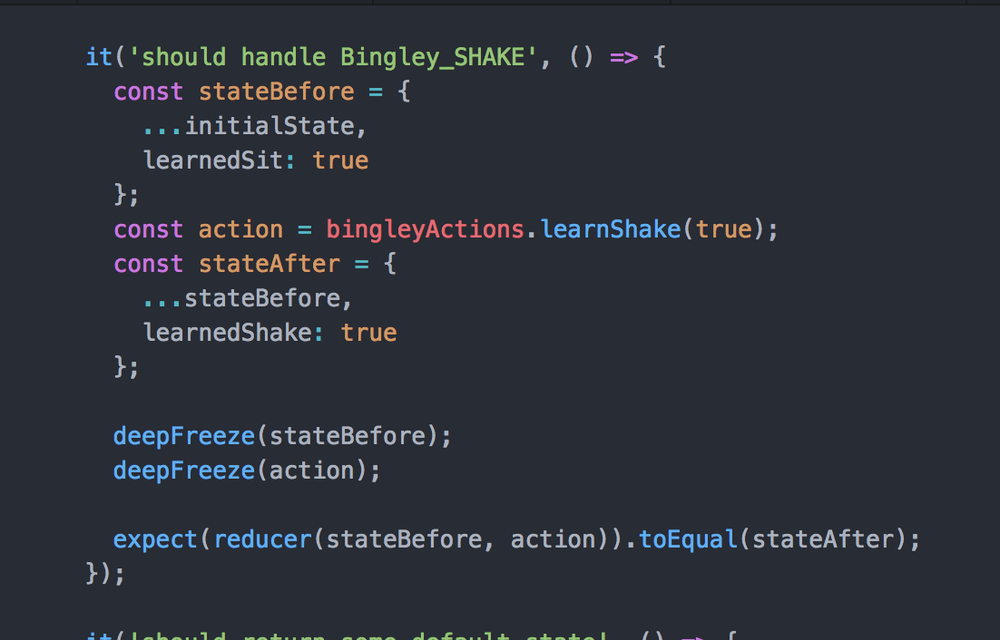 it('should handle Bingley_SHAKE', () => {
  const stateBefore = {
    ...initialState,
    learnedSit: true
  };
  const action = bingleyActions.learnShake(true);
  const stateAfter = {
    ...stateBefore,
    learnedShake: true
  };

  deepFreeze(stateBefore);
  deepFreeze(action);

  expect(reducer(stateBefore, action)).toEqual(stateAfter);
});

it('should return some default state', () => {